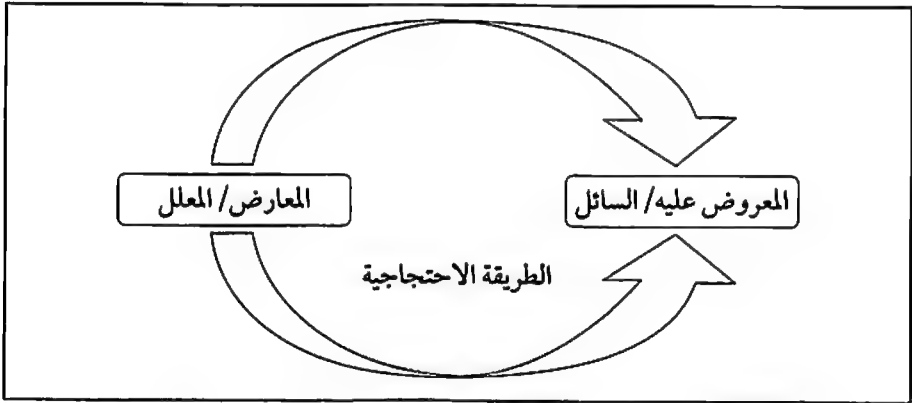 المعروض عليه/ السائل
المعارض/ المعلل
الطريقة الاحتجاجية